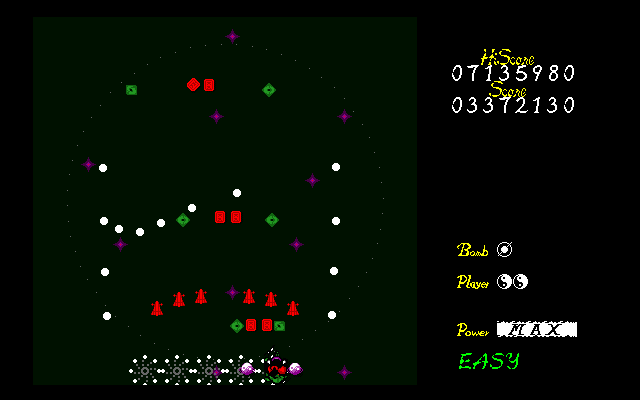 HiScore
07135980
Score
03372130
Bomb
Player
Power MAX
EASY